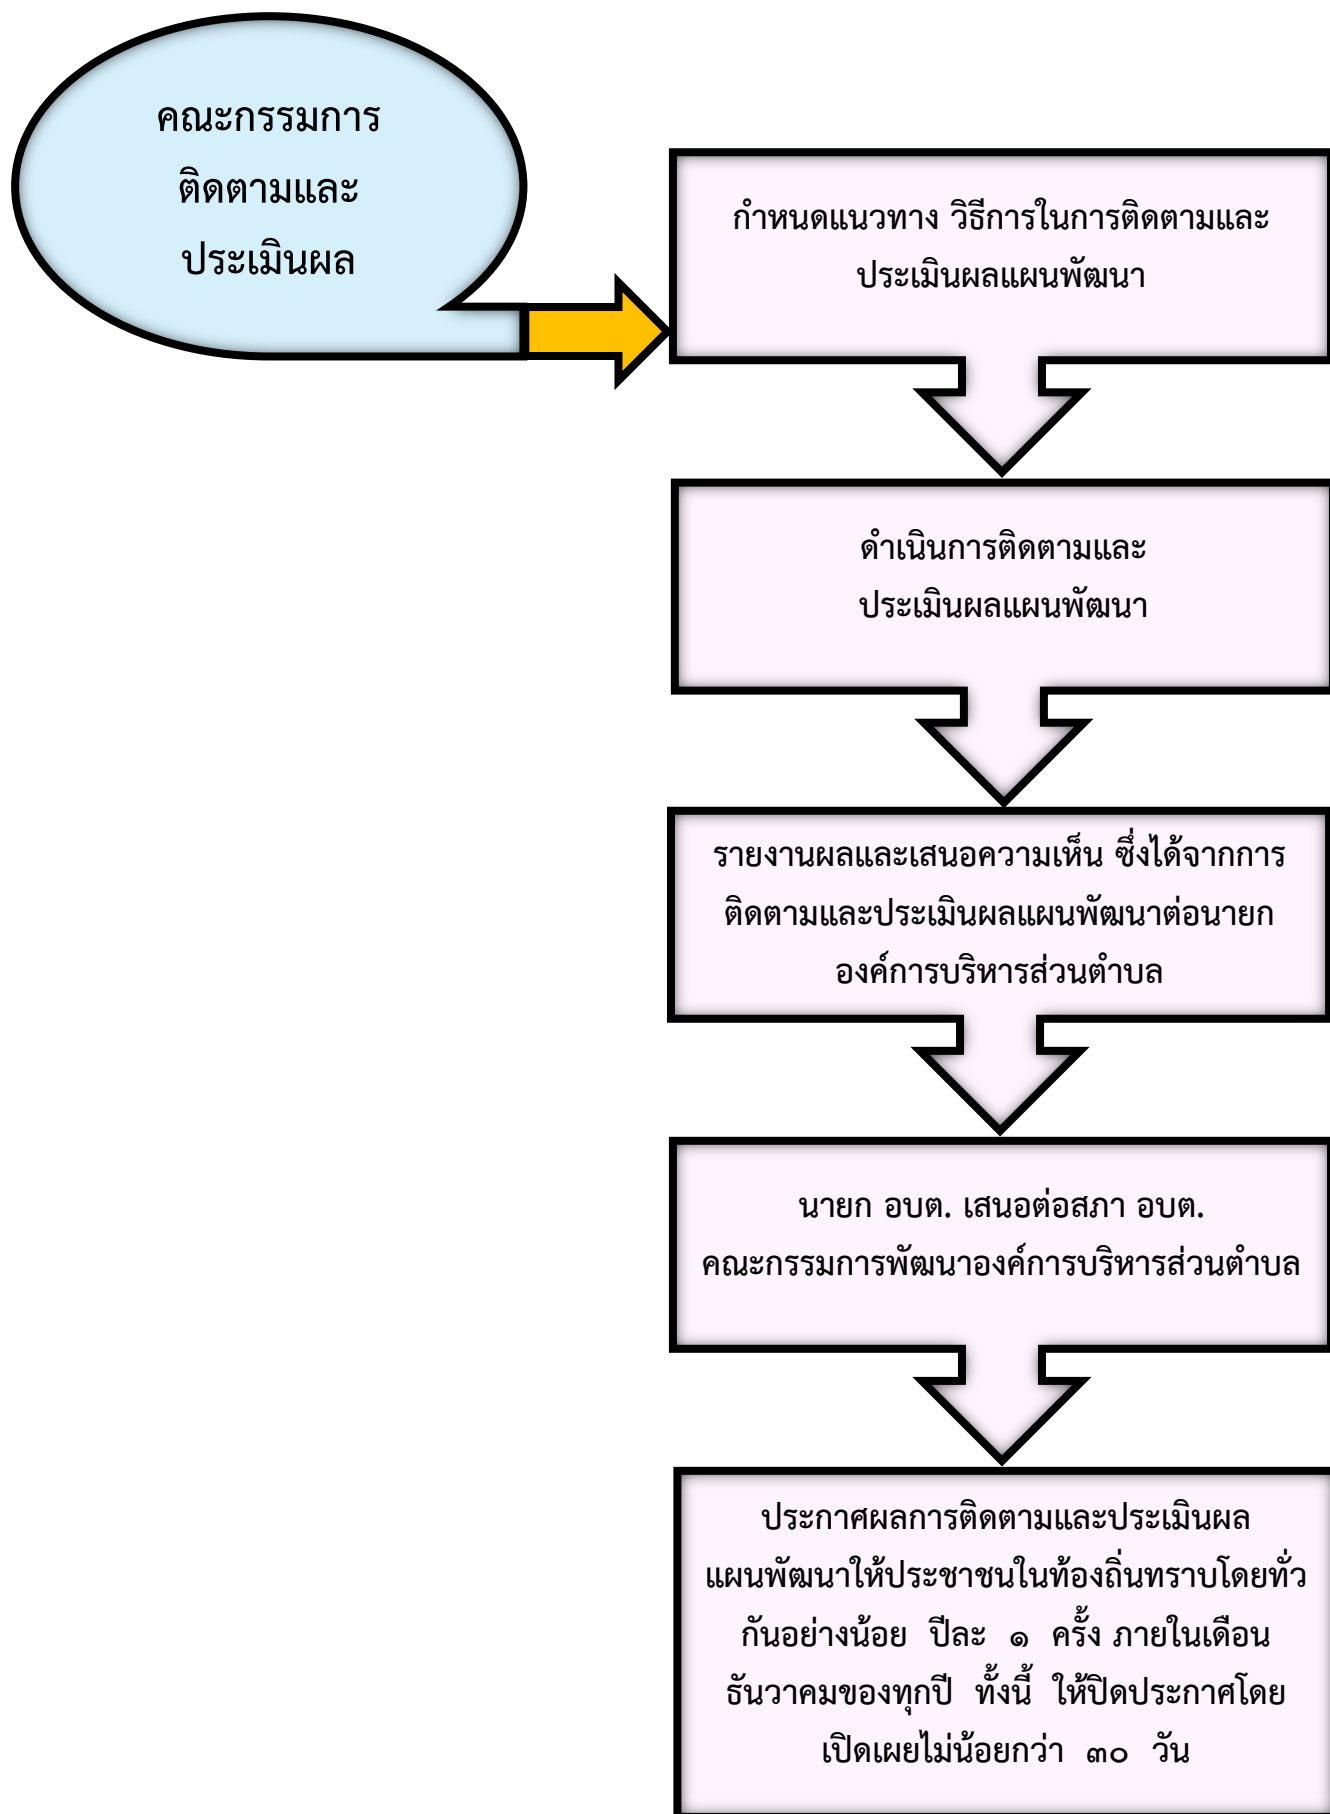 คณะกรรมการ
ติดตามและ
ประเมินผล
กำหนดแนวทาง วิธีการในการติดตามและ
ประเมินผลแผนพัฒนา
ดำเนินการติดตามและ
ประเมินผลแผนพัฒนา
รายงานผลและเสนอความเห็น ซึ่งได้จากการ
ติดตามและประเมินผลแผนพัฒนาต่อนายก
องค์การบริหารส่วนตำบล
นายก อบต. เสนอต่อสภา อบต.
คณะกรรมการพัฒนาองค์การบริหารส่วนตำบล
ประกาศผลการติดตามและประเมินผล
แผนพัฒนาให้ประชาชนในท้องถิ่นทราบโดยทั่ว
กันอย่างน้อย ปีละ ๑ ครั้ง ภายในเดือน
ธันวาคมของทุกปี ทั้งนี้ ให้ปิดประกาศโดย
เปิดเผยไม่น้อยกว่า ๓๐ วัน